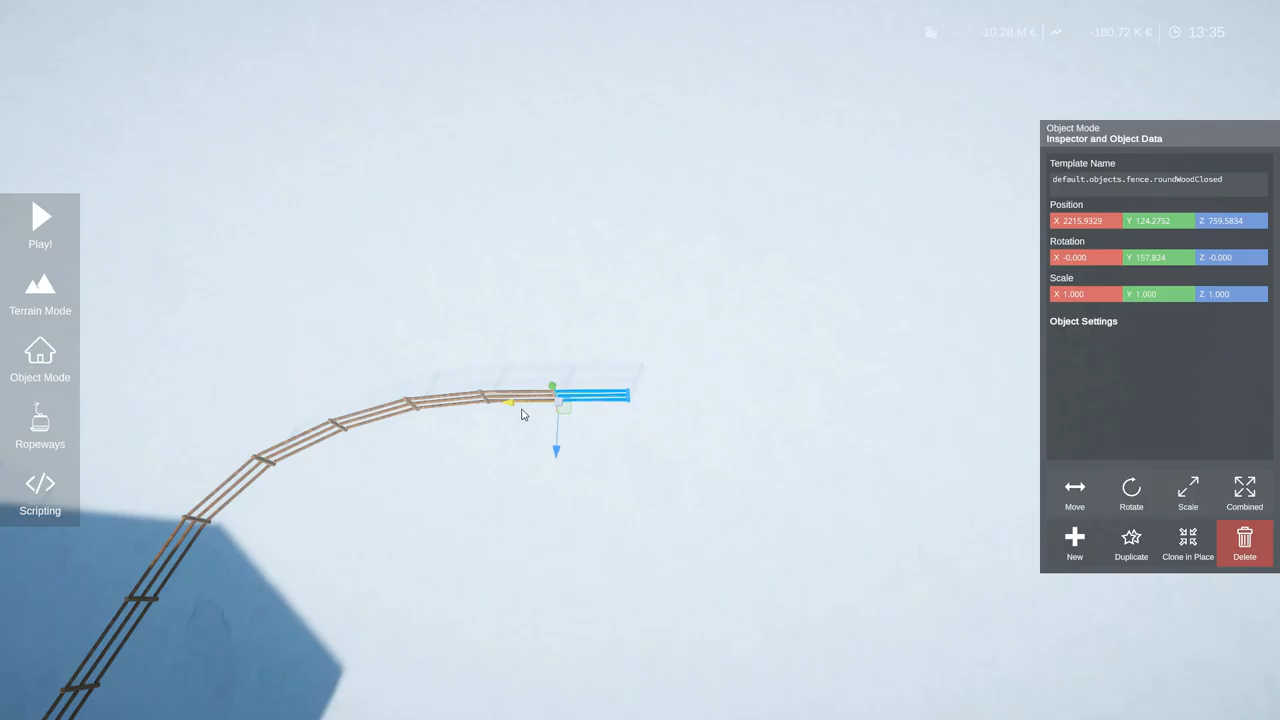 -10,28 M €
-180,72 K €
13:35
Object Mode
Inspector and Object Data
Template Name
default.objects.fence.roundWoodClosed
Position
X 2215.9329 Y 124.2752 Z 759.5834
Rotation
X -0.000 Y 157.824 Z -0.000
Scale
X 1.000 Y 1.000 Z 1.000
Object Settings
Play!
Terrain Mode
Object Mode
Ropeways
Scripting
Move Rotate Scale Combined
New Duplicate Clone in Place Delete